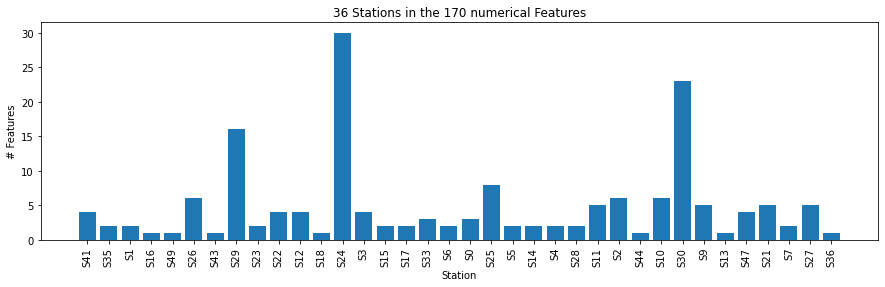 36 Stations in the 170 numerical Features
# Features
30
25
20
15
10
5
0
S41 S35 S1 S16 S49 S26 S43 S29 S23 S22 S12 S18 S24 S3 S15 S17 S33 S6 S0 S25 S5 S14 S4 S28 S11 S2 S44 S10 S30 S9 S13 S47 S21 S7 S27 S36
Station